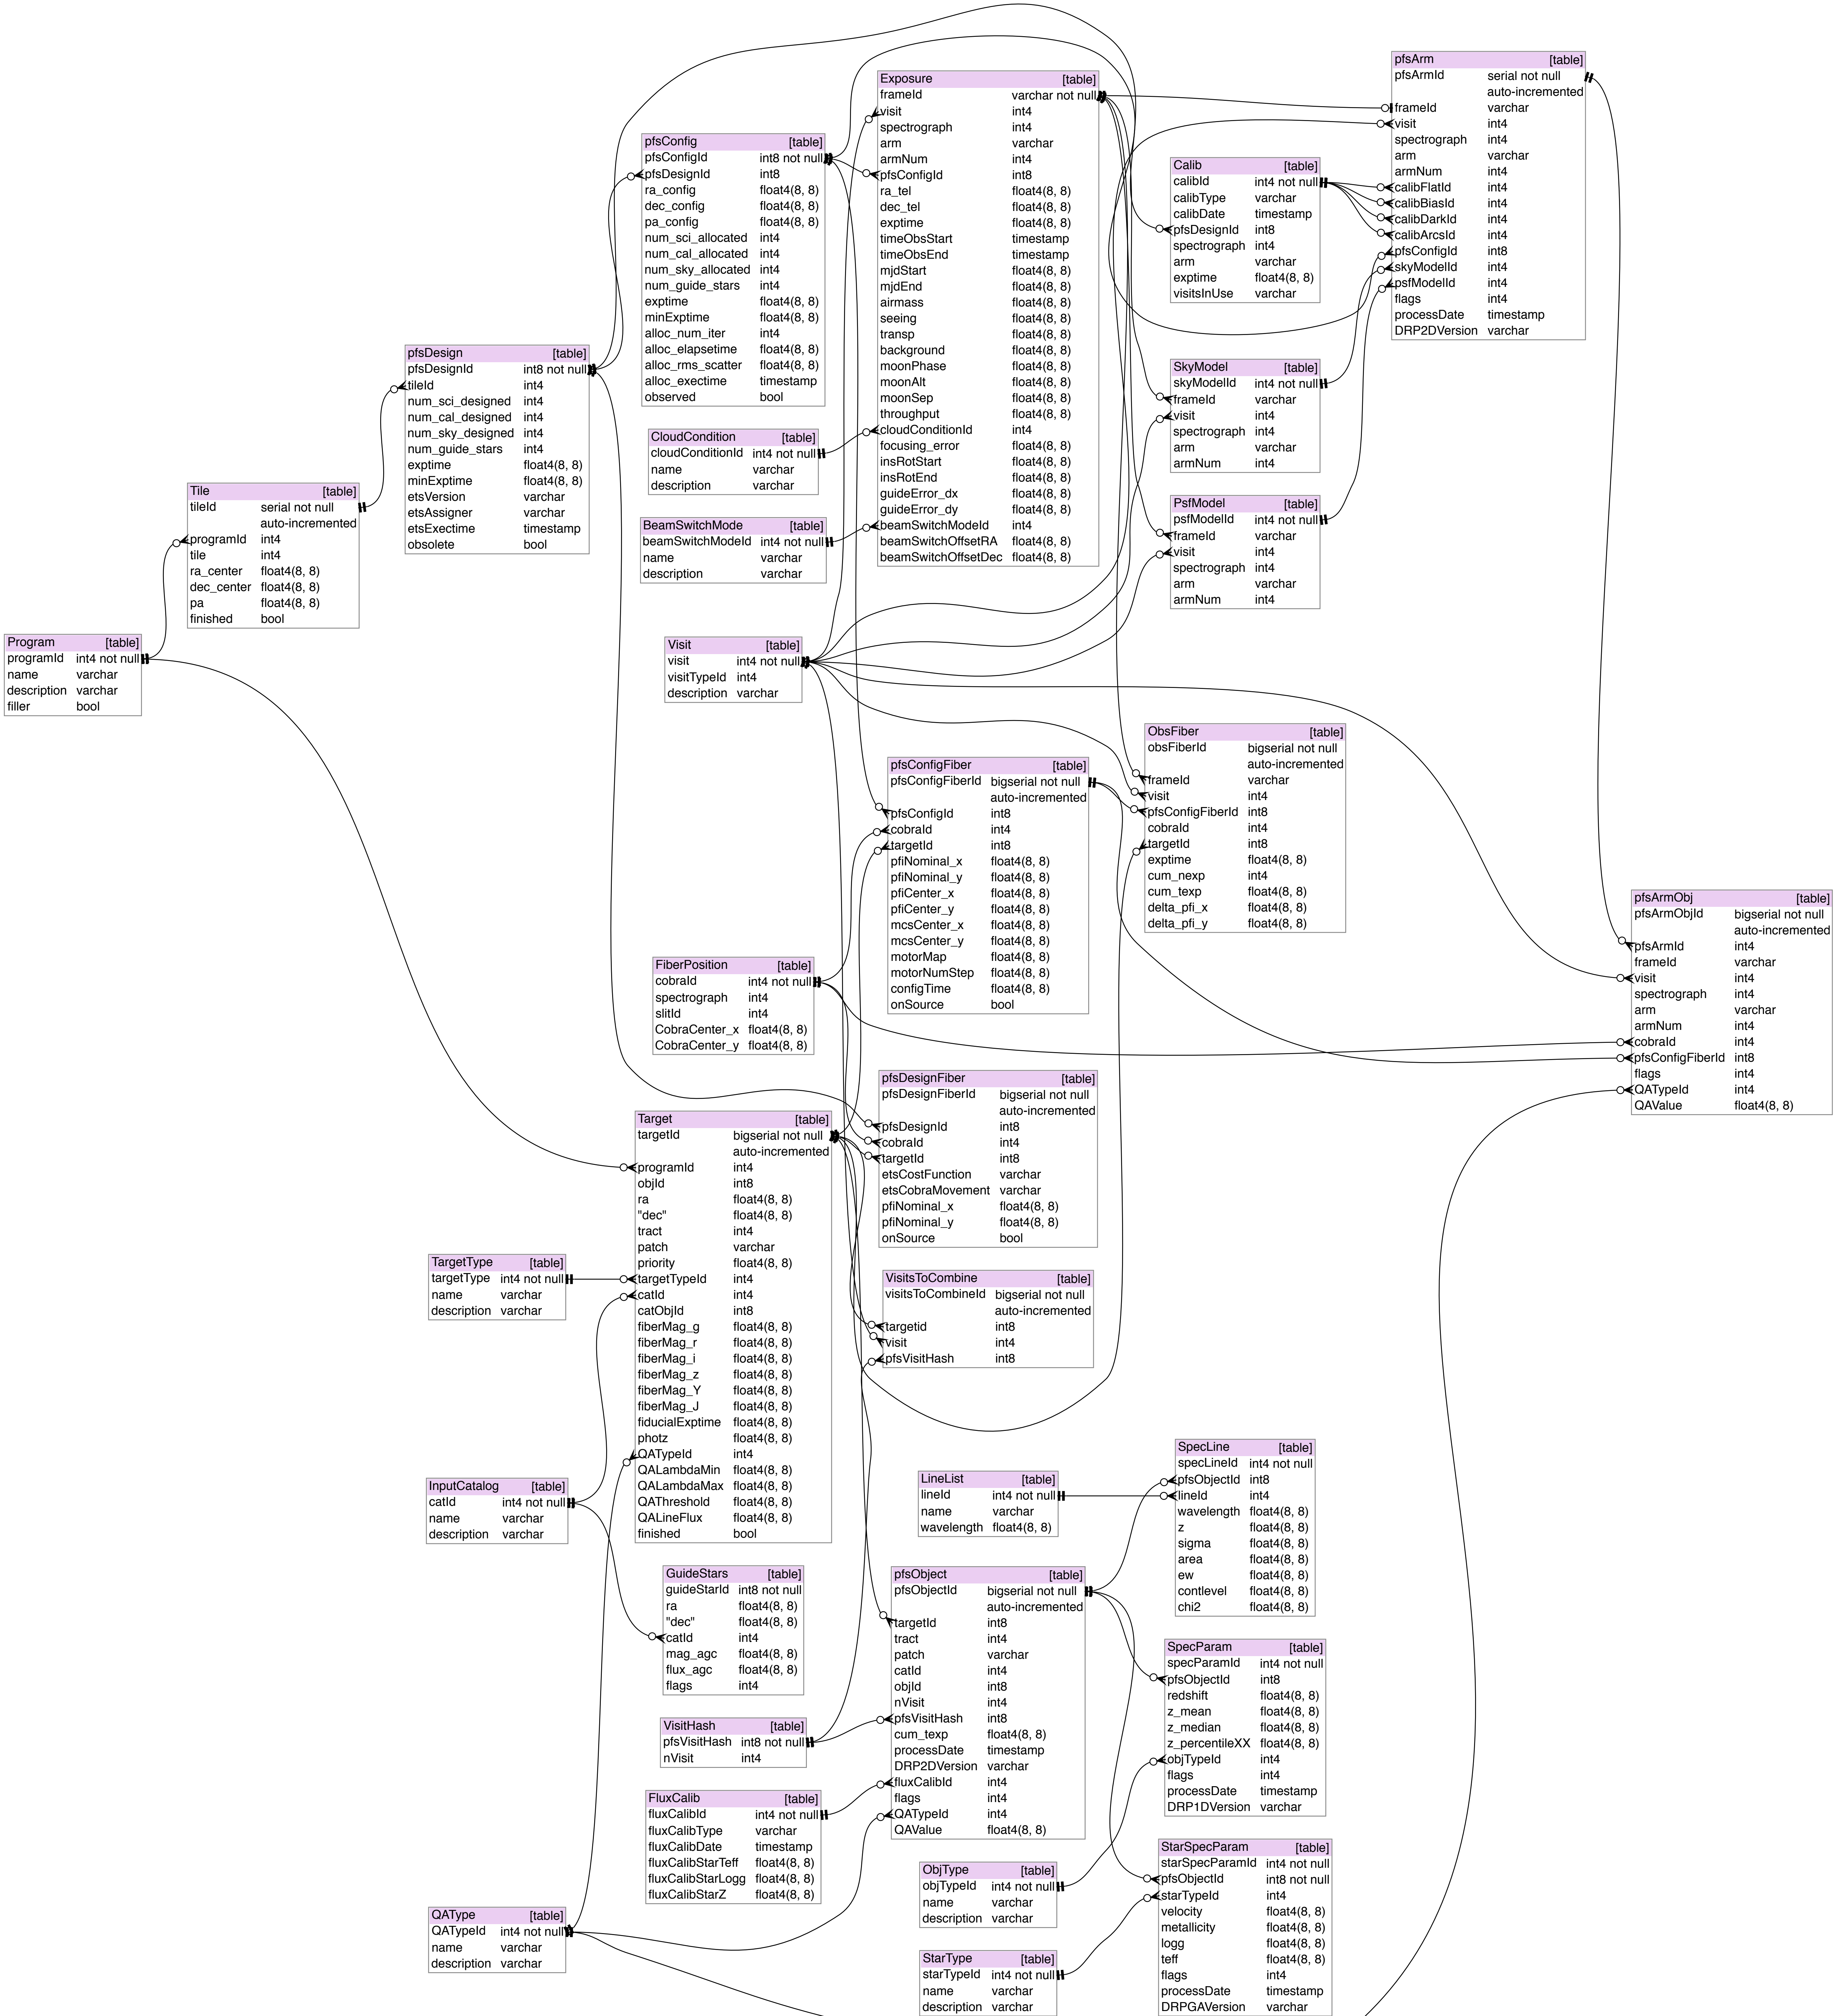 Program [table]
programId int4 not null
name varchar
description varchar
filler bool
Tile [table]
tileId serial not null
auto-incremented
programId int4
tile int4
ra_center float4(8, 8)
dec_center float4(8, 8)
pa float4(8, 8)
finished bool
pfsDesign [table]
pfsDesignId int8 not null
tileId int4
num_sci_designed int4
num_cal_designed int4
num_sky_designed int4
num_guide_stars int4
exptime float4(8, 8)
minExptime float4(8, 8)
etsVersion varchar
etsAssigner varchar
etsExectime timestamp
obsolete bool
pfsConfig [table]
pfsConfigId int8 not null
pfsDesignId int8
ra_config float4(8, 8)
dec_config float4(8, 8)
pa_config float4(8, 8)
num_sci_allocated int4
num_cal_allocated int4
num_sky_allocated int4
num_guide_stars int4
exptime float4(8, 8)
minExptime float4(8, 8)
alloc_num_iter int4
alloc_elapsetime float4(8, 8)
alloc_rms_scatter float4(8, 8)
alloc_exectime timestamp
observed bool
CloudCondition [table]
cloudConditionId int4 not null
name varchar
description varchar
BeamSwitchMode [table]
beamSwitchModeId int4 not null
name varchar
description varchar
Visit [table]
visit int4 not null
visitTypeId int4
description varchar
Exposure [table]
frameId varchar not null
visit int4
spectrograph int4
arm varchar
armNum int4
pfsConfigId int8
ra_tel float4(8, 8)
dec_tel float4(8, 8)
exptime float4(8, 8)
timeObsStart timestamp
timeObsEnd timestamp
mjdStart float4(8, 8)
mjdEnd float4(8, 8)
airmass float4(8, 8)
seeing float4(8, 8)
transp float4(8, 8)
background float4(8, 8)
moonPhase float4(8, 8)
moonAlt float4(8, 8)
moonSep float4(8, 8)
throughput float4(8, 8)
cloudConditionId int4
focusing_error float4(8, 8)
insRotStart float4(8, 8)
insRotEnd float4(8, 8)
guideError_dx float4(8, 8)
guideError_dy float4(8, 8)
beamSwitchModeId int4
beamSwitchOffsetRA float4(8, 8)
beamSwitchOffsetDec float4(8, 8)
Calib [table]
calibId int4 not null
calibType varchar
calibDate timestamp
pfsDesignId int8
spectrograph int4
arm varchar
exptime float4(8, 8)
visitsInUse varchar
SkyModel [table]
skyModelId int4 not null
frameId varchar
visit int4
spectrograph int4
arm varchar
armNum int4
PsfModel [table]
psfModelId int4 not null
frameId varchar
visit int4
spectrograph int4
arm varchar
armNum int4
pfsArm [table]
pfsArmId serial not null
auto-incremented
frameId varchar
visit int4
spectrograph int4
arm varchar
armNum int4
calibFlatId int4
calibBiasId int4
calibDarkId int4
calibArcsId int4
pfsConfigId int8
skyModelId int4
psfModelId int4
flags int4
processDate timestamp
DRP2DVersion varchar
ObsFiber [table]
obsFiberId bigserial not null
auto-incremented
frameId varchar
visit int4
pfsConfigFiberId int8
cobraId int4
targetId int8
exptime float4(8, 8)
cum_nexp int4
cum_texp float4(8, 8)
delta_pfi_x float4(8, 8)
delta_pfi_y float4(8, 8)
pfsConfigFiber [table]
pfsConfigFiberId bigserial not null
auto-incremented
pfsConfigId int8
cobraId int4
targetId int8
pfiNominal_x float4(8, 8)
pfiNominal_y float4(8, 8)
pfiCenter_x float4(8, 8)
pfiCenter_y float4(8, 8)
mcsCenter_x float4(8, 8)
mcsCenter_y float4(8, 8)
motorMap float4(8, 8)
motorNumStep float4(8, 8)
configTime float4(8, 8)
onSource bool
pfsArmObj [table]
pfsArmObjId bigserial not null
auto-incremented
pfsArmId int4
frameId varchar
visit int4
spectrograph int4
arm varchar
armNum int4
cobraId int4
pfsConfigFiberId int8
flags int4
QATypeId int4
QAValue float4(8, 8)
FiberPosition [table]
cobraId int4 not null
spectrograph int4
slitId int4
CobraCenter_x float4(8, 8)
CobraCenter_y float4(8, 8)
pfsDesignFiber [table]
pfsDesignFiberId bigserial not null
auto-incremented
pfsDesignId int8
cobraId int4
targetId int8
etsCostFunction varchar
etsCobraMovement varchar
pfiNominal_x float4(8, 8)
pfiNominal_y float4(8, 8)
onSource bool
Target [table]
targetId bigserial not null
auto-incremented
programId int4
objId int8
ra float4(8, 8)
"dec" float4(8, 8)
tract int4
patch varchar
priority float4(8, 8)
targetTypeId int4
catId int4
catObjId int8
fiberMag_g float4(8, 8)
fiberMag_r float4(8, 8)
fiberMag_i float4(8, 8)
fiberMag_z float4(8, 8)
fiberMag_Y float4(8, 8)
fiberMag_J float4(8, 8)
fiducialExptime float4(8, 8)
photz float4(8, 8)
QATypeId int4
QALambdaMin float4(8, 8)
QALambdaMax float4(8, 8)
QAThreshold float4(8, 8)
QALineFlux float4(8, 8)
finished bool
TargetType [table]
targetType int4 not null
name varchar
description varchar
VisitsToCombine [table]
visitsToCombineId bigserial not null
auto-incremented
targetid int8
visit int4
pfsVisitHash int8
InputCatalog [table]
catId int4 not null
name varchar
description varchar
LineList [table]
lineId int4 not null
name varchar
wavelength float4(8, 8)
SpecLine [table]
specLineId int4 not null
pfsObjectId int8
lineId int4
wavelength float4(8, 8)
z float4(8, 8)
sigma float4(8, 8)
area float4(8, 8)
ew float4(8, 8)
contlevel float4(8, 8)
chi2 float4(8, 8)
GuideStars [table]
guideStarId int8 not null
ra float4(8, 8)
"dec" float4(8, 8)
catId int4
mag_agc float4(8, 8)
flux_agc float4(8, 8)
flags int4
pfsObject [table]
pfsObjectId bigserial not null
auto-incremented
targetId int8
tract int4
patch varchar
catId int4
objId int8
nVisit int4
pfsVisitHash int8
cum_texp float4(8, 8)
processDate timestamp
DRP2DVersion varchar
fluxCalibId int4
flags int4
QATypeId int4
QAValue float4(8, 8)
SpecParam [table]
specParamId int4 not null
pfsObjectId int8
redshift float4(8, 8)
z_mean float4(8, 8)
z_median float4(8, 8)
z_percentileXX float4(8, 8)
objTypeId int4
flags int4
processDate timestamp
DRP1DVersion varchar
VisitHash [table]
pfsVisitHash int8 not null
nVisit int4
FluxCalib [table]
fluxCalibId int4 not null
fluxCalibType varchar
fluxCalibDate timestamp
fluxCalibStarTeff float4(8, 8)
fluxCalibStarLogg float4(8, 8)
fluxCalibStarZ float4(8, 8)
ObjType [table]
objTypeId int4 not null
name varchar
description varchar
StarSpecParam [table]
starSpecParamId int4 not null
pfsObjectId int8 not null
starTypeId int4
velocity float4(8, 8)
metallicity float4(8, 8)
logg float4(8, 8)
teff float4(8, 8)
flags int4
processDate timestamp
DRPGAVersion varchar
QAType [table]
QATypeId int4 not null
name varchar
description varchar
StarType [table]
starTypeId int4 not null
name varchar
description varchar